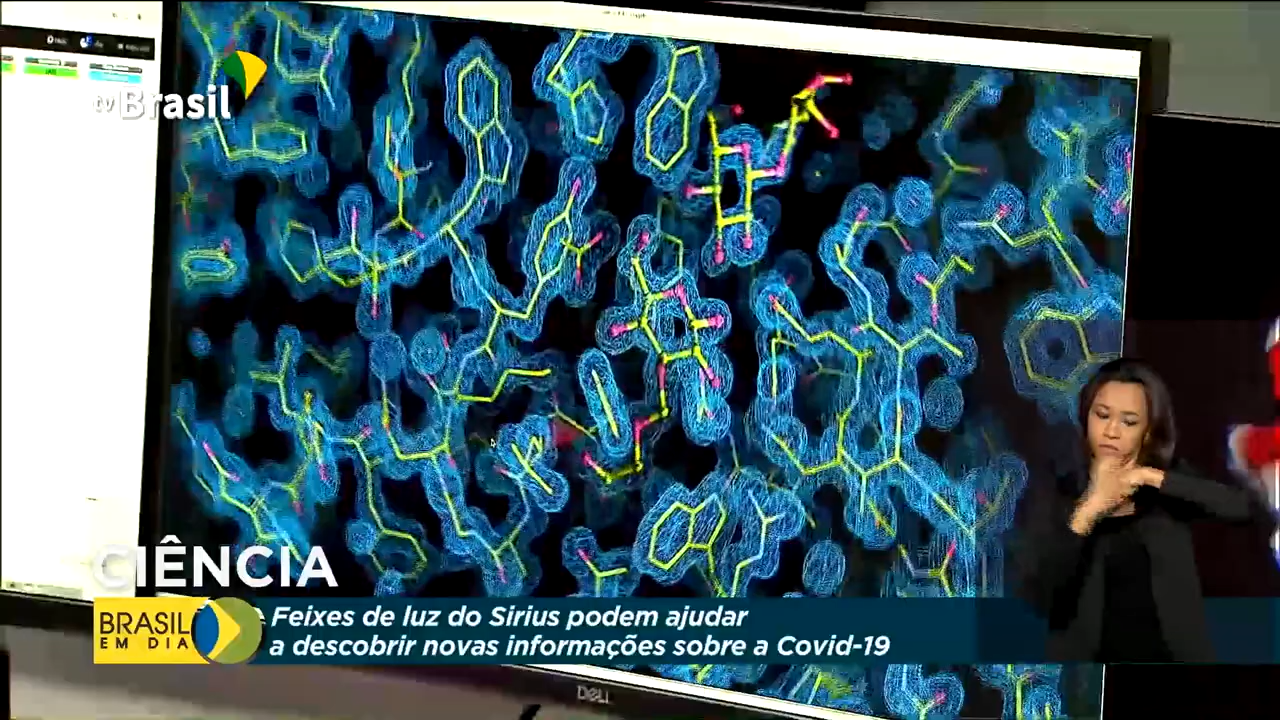 tvBrasil
CIÊNCIA
BRASIL
EM DIA
Feixes de luz do Sirius podem ajudar
a descobrir novas informações sobre a Covid-19
DELL